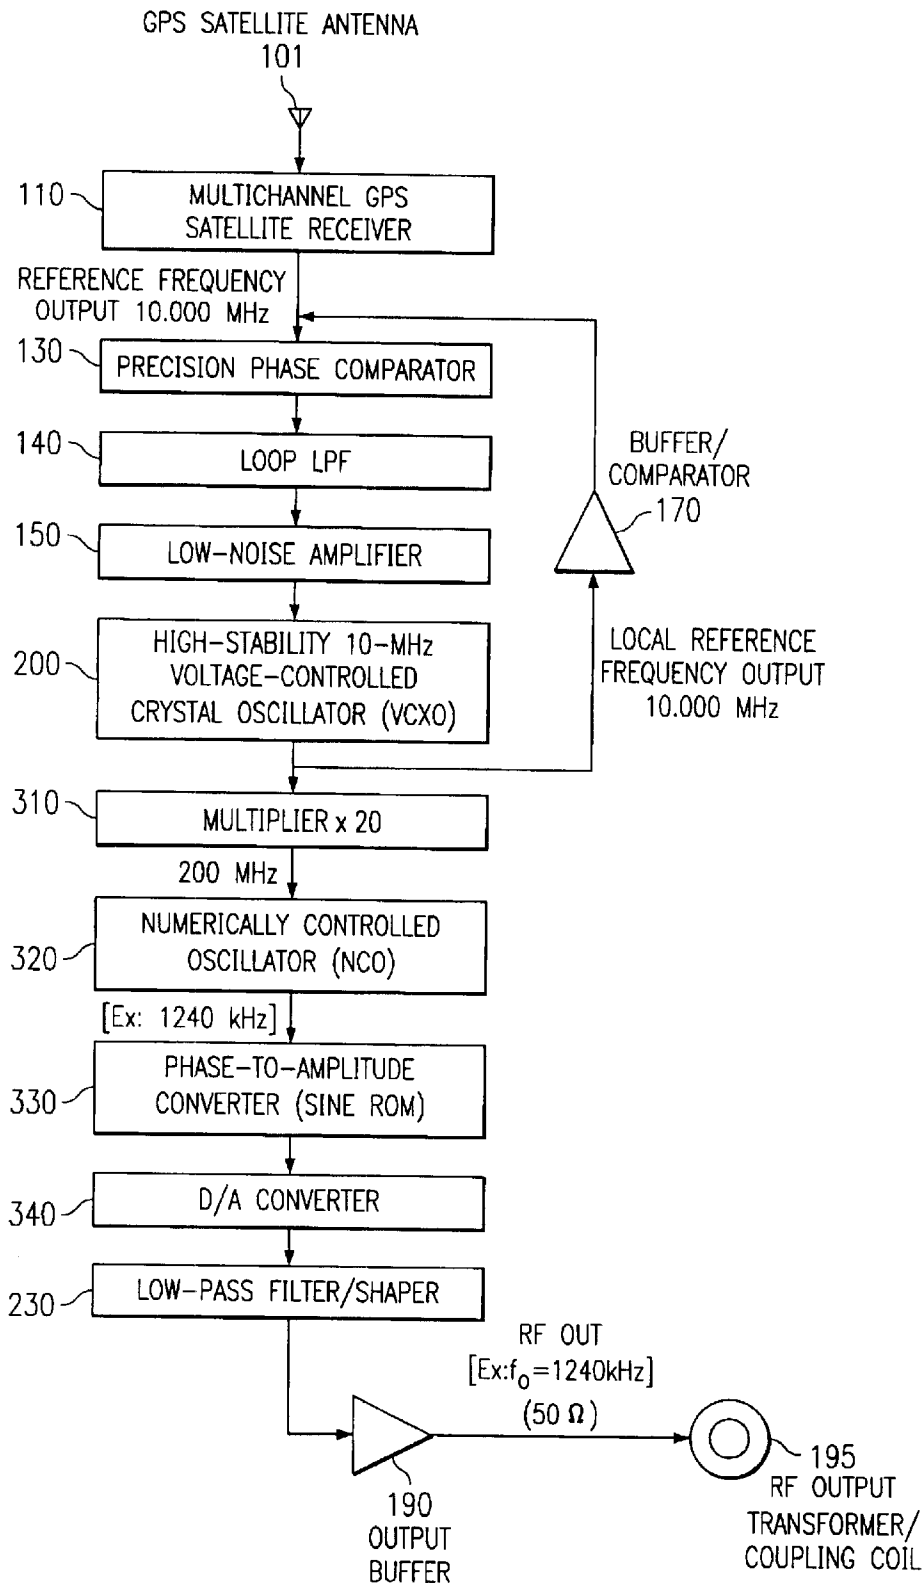 GPS SATELLITE ANTENNA
101
110
MULTICHANNEL GPS
SATELLITE RECEIVER
REFERENCE FREQUENCY
OUTPUT 10.000 MHz
130
PRECISION PHASE COMPARATOR
140
LOOP LPF
BUFFER/
COMPARATOR
170
150
LOW-NOISE AMPLIFIER
200
HIGH-STABILITY 10-MHz
VOLTAGE-CONTROLLED
CRYSTAL OSCILLATOR (VCXO)
LOCAL REFERENCE
FREQUENCY OUTPUT
10.000 MHz
310
MULTIPLIER x 20
200 MHz
320
NUMERICALLY CONTROLLED
OSCILLATOR (NCO)
[Ex: 1240 kHz]
330
PHASE-TO-AMPLITUDE
CONVERTER (SINE ROM)
340
D/A CONVERTER
230
LOW-PASS FILTER/SHAPER
RF OUT
[Ex:fo=1240kHz]
(50 Ω)
190
OUTPUT
BUFFER
195
RF OUTPUT
TRANSFORMER/
COUPLING COIL